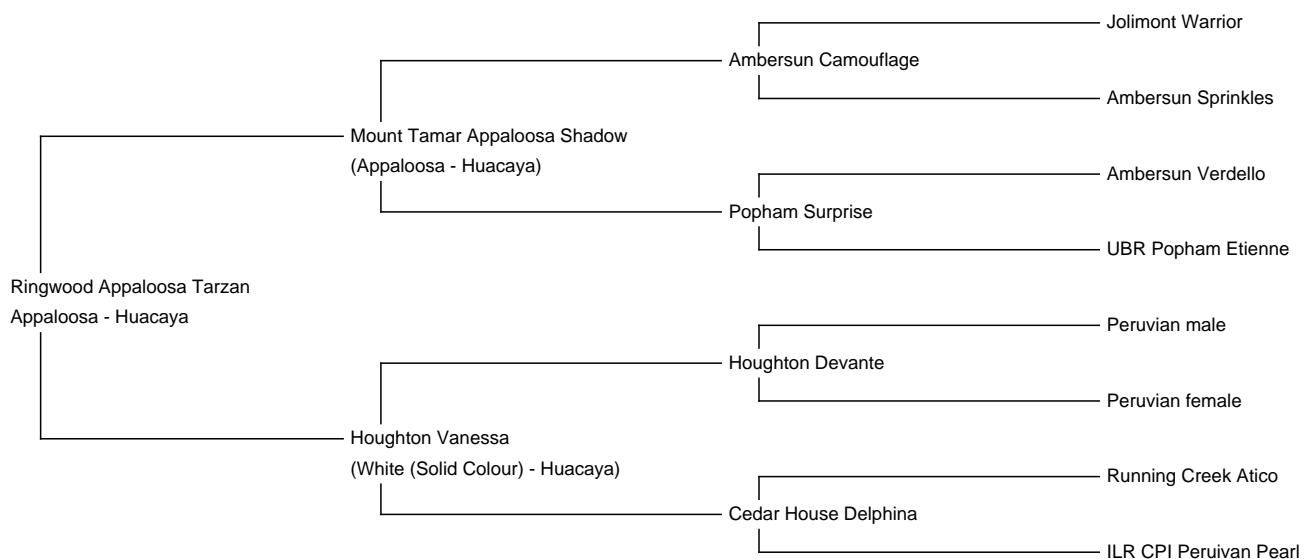 Jolimont Warrior
Ambersun Camouflage
Ambersun Sprinkles
Mount Tamar Appaloosa Shadow
(Appaloosa - Huacaya)
Ambersun Verdello
Popham Surprise
UBR Popham Etienne
Ringwood Appaloosa Tarzan
Appaloosa - Huacaya
Peruvian male
Houghton Devante
Peruvian female
Houghton Vanessa
(White (Solid Colour) - Huacaya)
Running Creek Atico
Cedar House Delphina
ILR CPI Peruivan Pearl